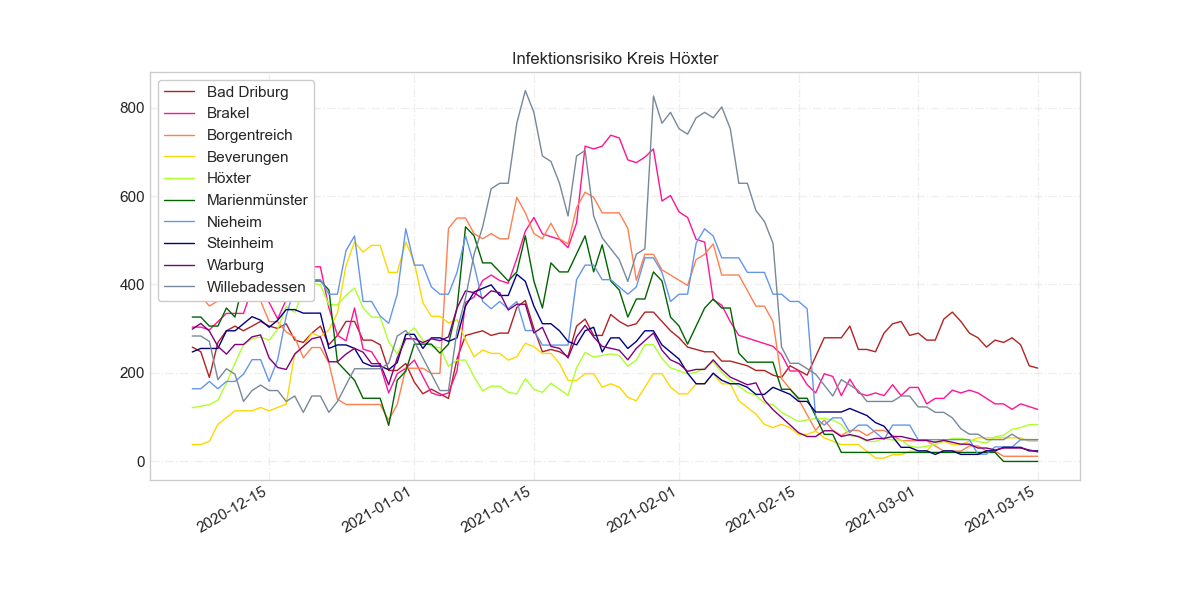 Infektionsrisiko Kreis Höxter
Bad Driburg
Brakel
Borgentreich
Beverungen
Höxter
Marienmünster
Nieheim
Steinheim
Warburg
Willebadessen
800
600
400
200
0
2020-12-15
2021-01-01
2021-01-15
2021-02-01
2021-02-15
2021-03-01
2021-03-15